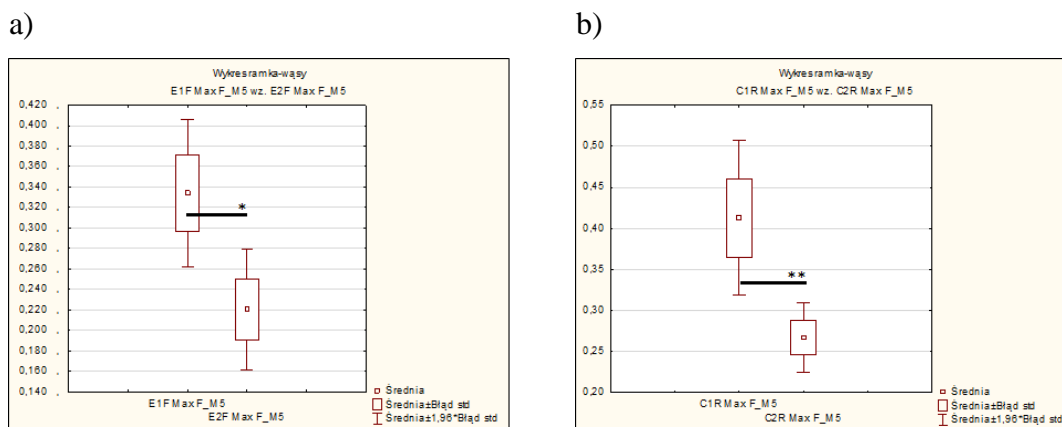 a)
Wykres ramka-wąsy
E1F Max F_M5 wz. E2F Max F_M5
0,420
0,400
0,380
0,360
0,340
0,320
0,300
0,280
0,260
0,240
0,220
0,200
0,180
0,160
0,140
*
E1F Max F_M5
E2F Max F_M5
Średnia
Średnia±Błąd std
Średnia±1,96*Błąd std
b)
Wykres ramka-wąsy
C1R Max F_M5 wz. C2R Max F_M5
0,55
0,50
0,45
0,40
0,35
0,30
0,25
0,20
**
C1R Max F_M5
C2R Max F_M5
Średnia
Średnia±Błąd std
Średnia±1,96*Błąd std